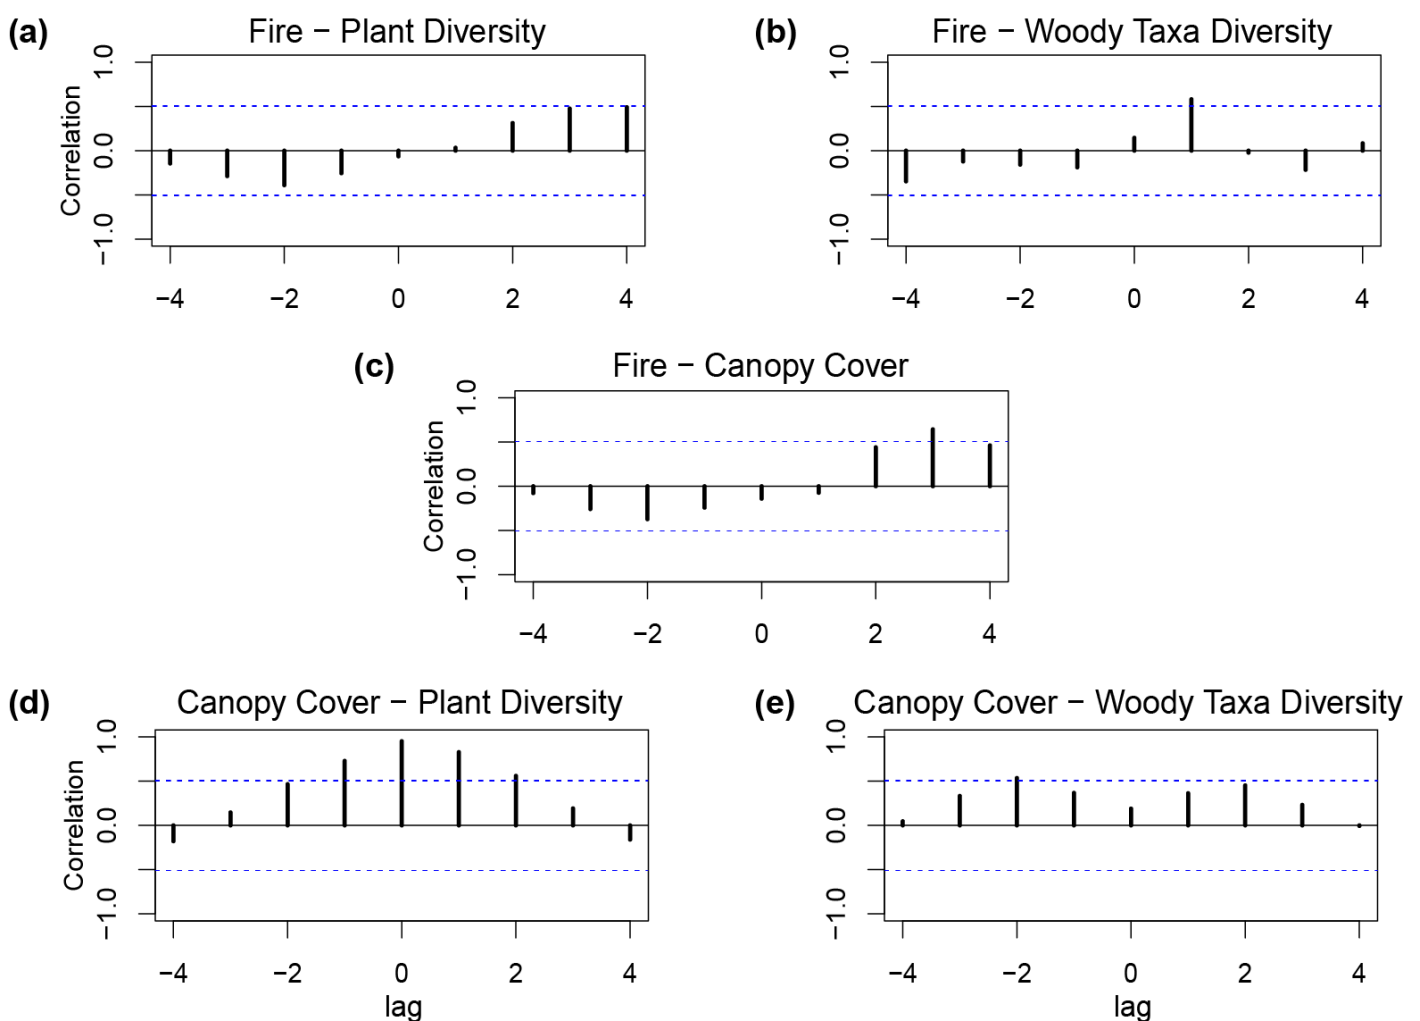 (a) Fire − Plant Diversity
Correlation
1.0
0.0
−1.0
−4 −2 0 2 4
(b) Fire − Woody Taxa Diversity
1.0
0.0
−1.0
−4 −2 0 2 4
(c) Fire − Canopy Cover
Correlation
1.0
0.0
−1.0
−4 −2 0 2 4
(d) Canopy Cover − Plant Diversity
Correlation
1.0
0.0
−1.0
−4 −2 0 2 4
lag
(e) Canopy Cover − Woody Taxa Diversity
1.0
0.0
−1.0
−4 −2 0 2 4
lag